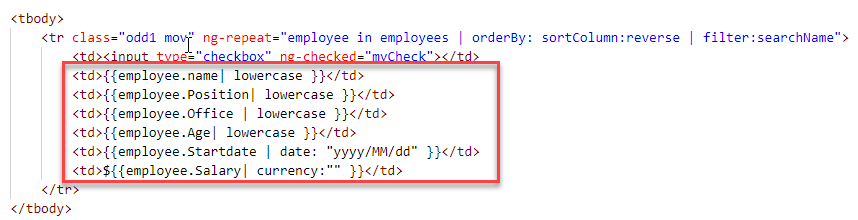 <tbody>
<tr class="odd1 mov" ng-repeat="employee in employees | orderBy: sortColumn:reverse | filter:searchName">
<td><input type="checkbox" ng-checked="myCheck"></td>
<td>{{employee.name| lowercase }}</td>
<td>{{employee.Position| lowercase }}</td>
<td>{{employee.Office | lowercase }}</td>
<td>{{employee.Age| lowercase }}</td>
<td>{{employee.Startdate | date: "yyyy/MM/dd" }}</td>
<td>${{employee.Salary| currency:"" }}</td>
</tr>
</tbody>